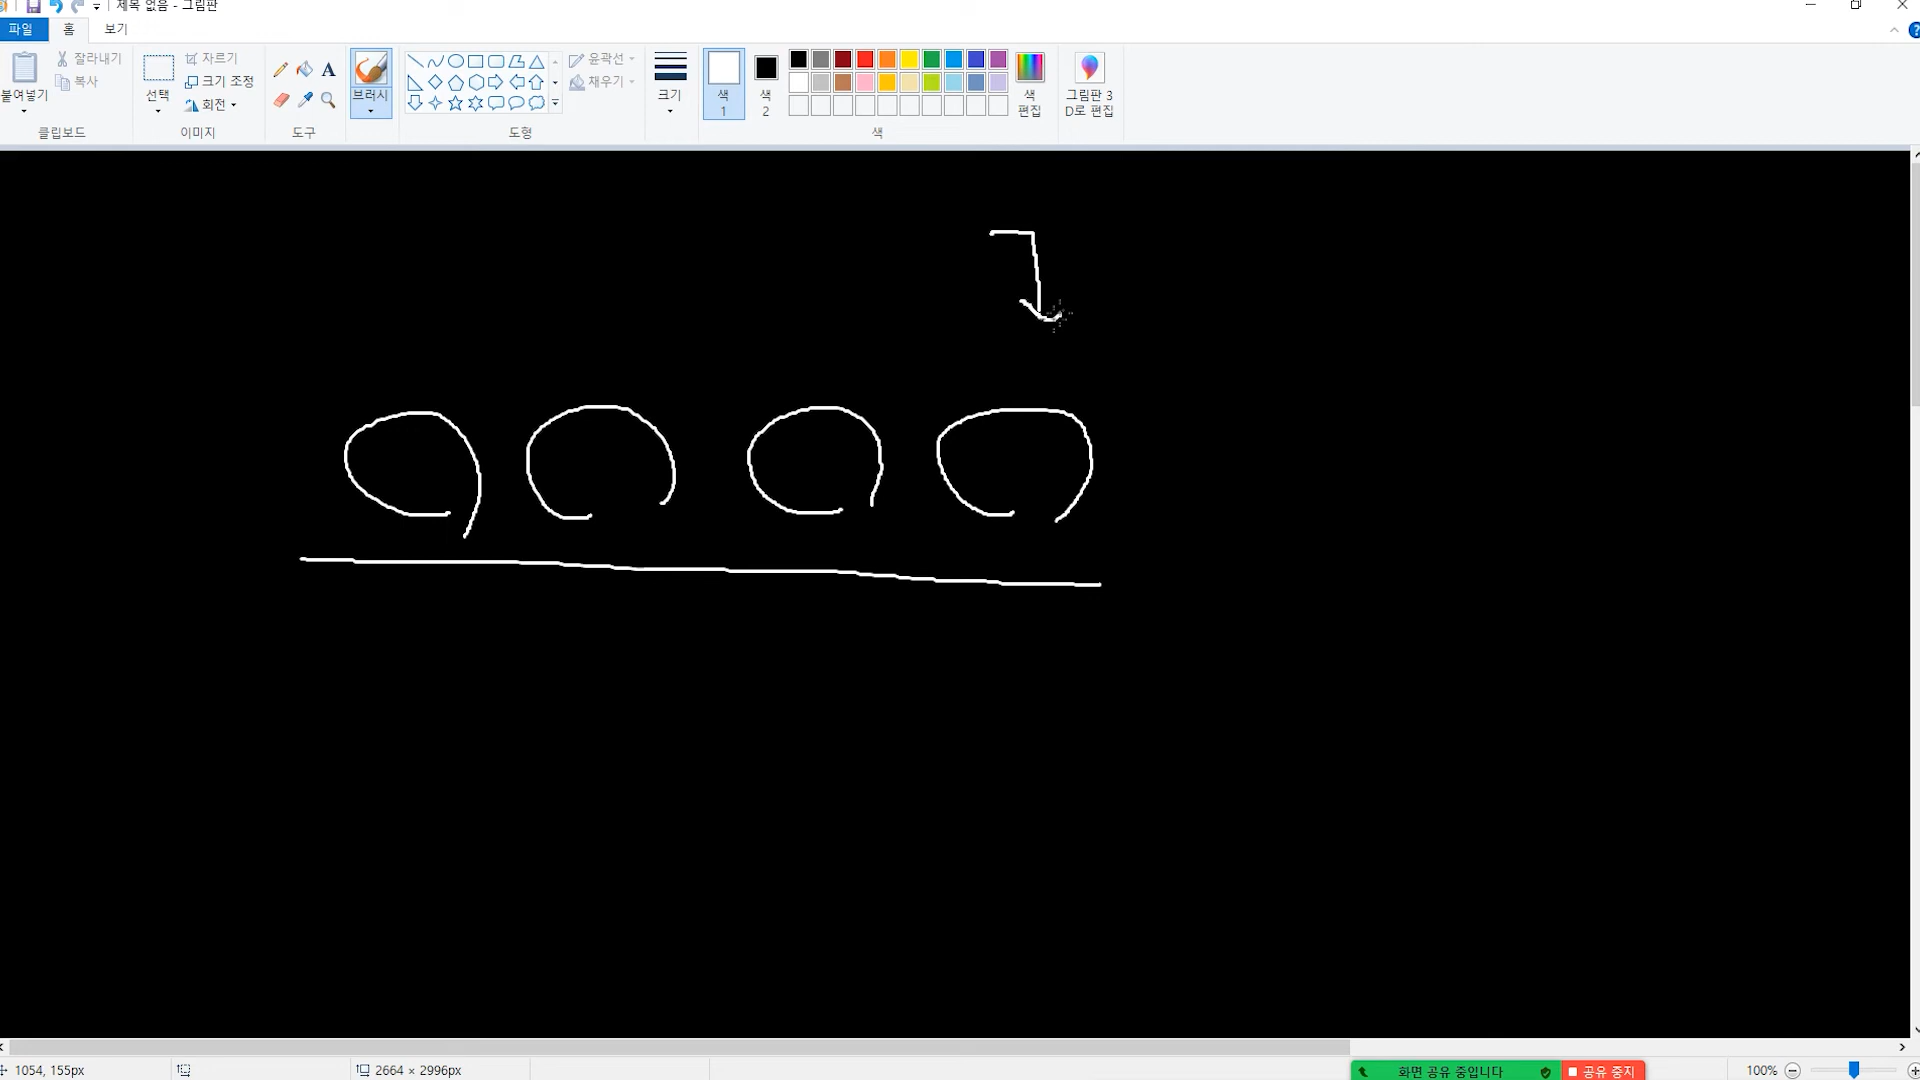 제목 없음 - 그림판
파일 홈 보기
붙여넣기
잘라내기
복사
클립보드
선택
자르기
크기 조정
회전
이미지
A
도구
브러시
윤곽선
채우기
도형
크기
색
1
색
2
색
편집
색
그림판 3
D로 편집
1054, 155px
2664 × 2996px
화면 공유 중입니다
공유 중지
100%